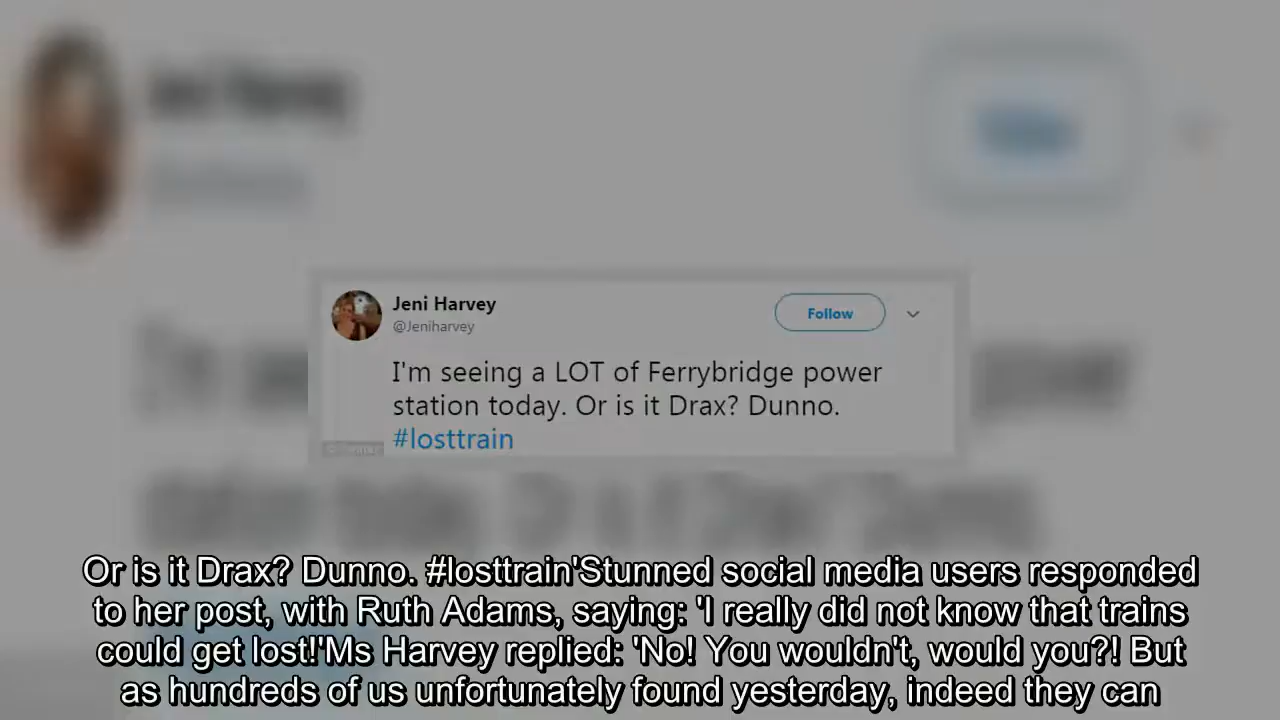 Jeni Harvey
@Jeniharvey
Follow
I'm seeing a LOT of Ferrybridge power
station today. Or is it Drax? Dunno.
#losttrain
Or is it Drax? Dunno. #losttrain'Stunned social media users responded
to her post, with Ruth Adams, saying: 'I really did not know that trains
could get lost!'Ms Harvey replied: 'No! You wouldn't, would you?! But
as hundreds of us unfortunately found yesterday, indeed they can